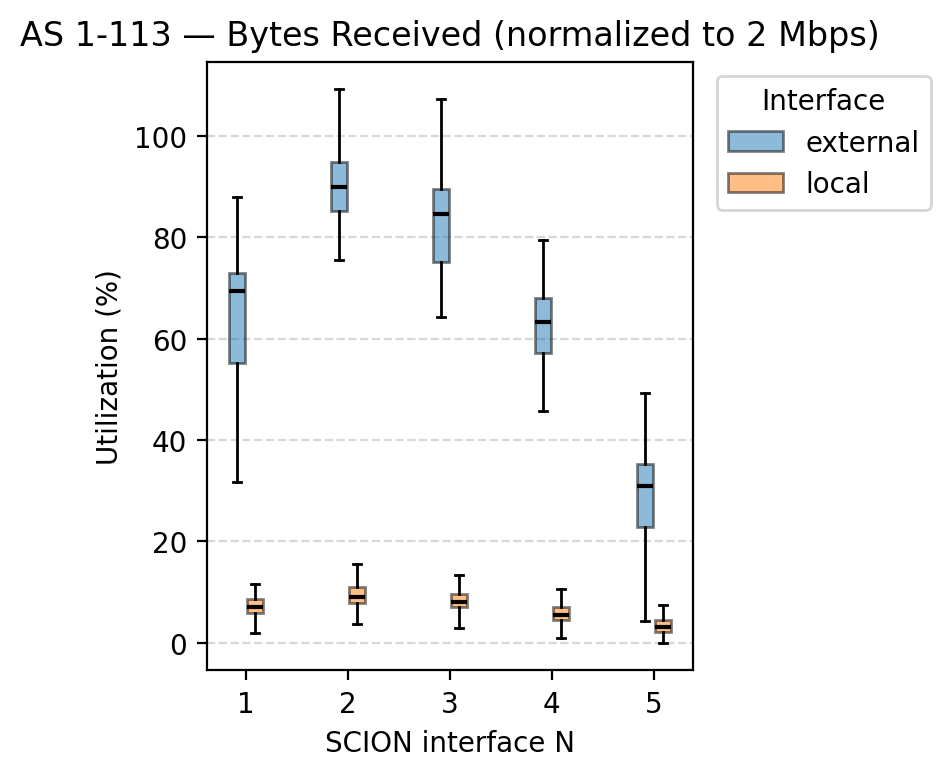 AS 1-113 — Bytes Received (normalized to 2 Mbps)
Interface
external
local
Utilization (%)
100
80
60
40
20
0
1 2 3 4 5
SCION interface N